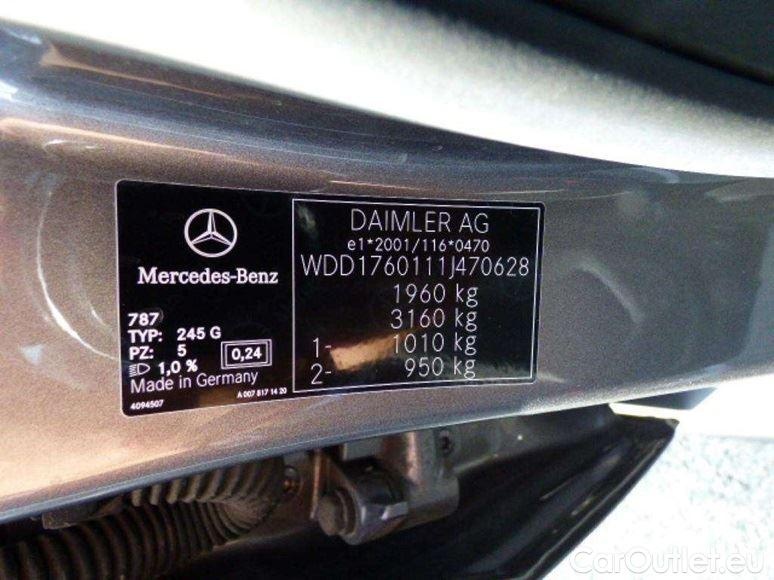 Mercedes-Benz
787
TYP: 245 G
PZ: 5
0,24
1,0 %
Made in Germany
4094507
A 007 817 14 20
DAIMLER AG
e1*2001/116*0470
WDD1760111J470628
1960 kg
3160 kg
1- 1010 kg
2- 950 kg
CarOutlet.eu